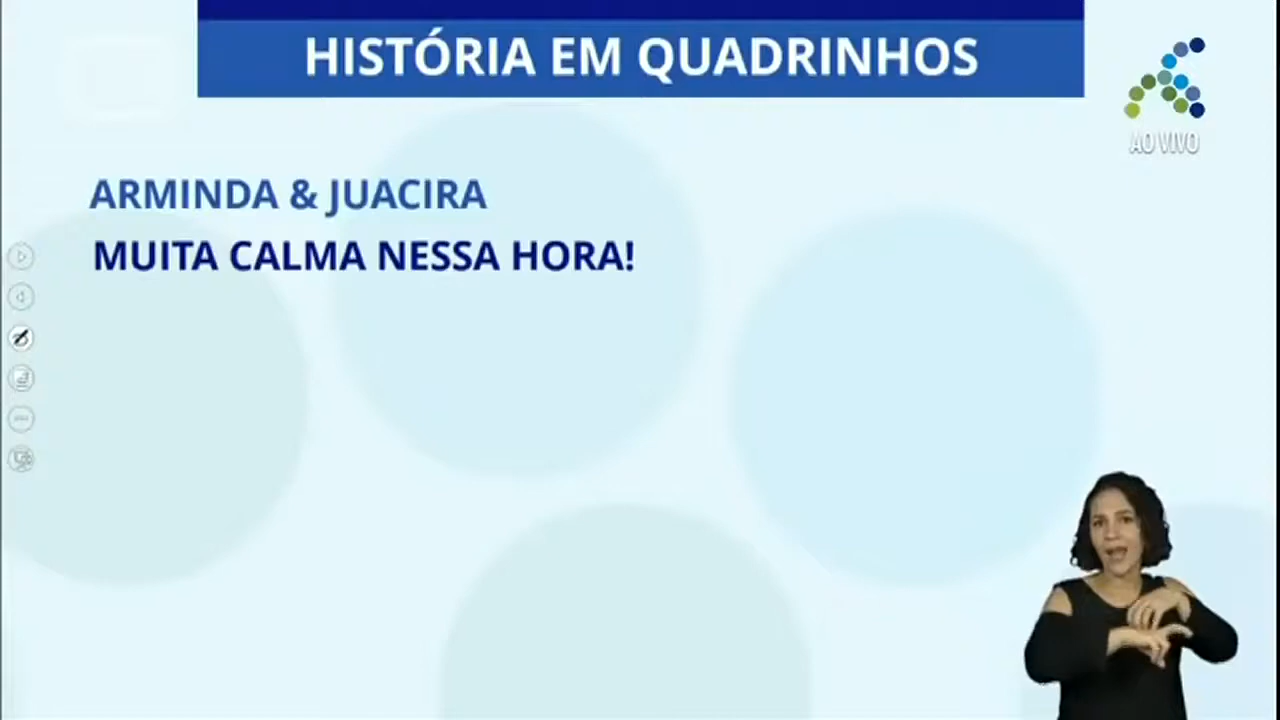 HISTÓRIA EM QUADRINHOS
AO VIVO
ARMINDA & JUACIRA
MUITA CALMA NESSA HORA!